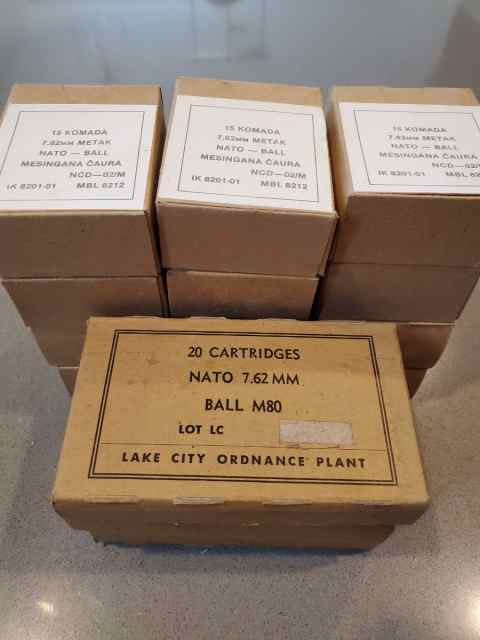 15 KOMADA
7.62мм METAK
NATO — BALL
MESINGANA ČAURA
NCD—02/M
IK 8201-01 MBL 8212
15 KOMADA
7.62мм METAK
NATO — BALL
MESINGANA ČAURA
NCD—02/M
IK 8201-01 MBL 8212
15 KOMADA
7.62мм METAK
NATO — BALL
MESINGANA ČAURA
NCD—02/M
IK 8201-01 MBL
20 CARTRIDGES
NATO 7.62 MM
BALL M80
LOT LC
LAKE CITY ORDNANCE PLANT